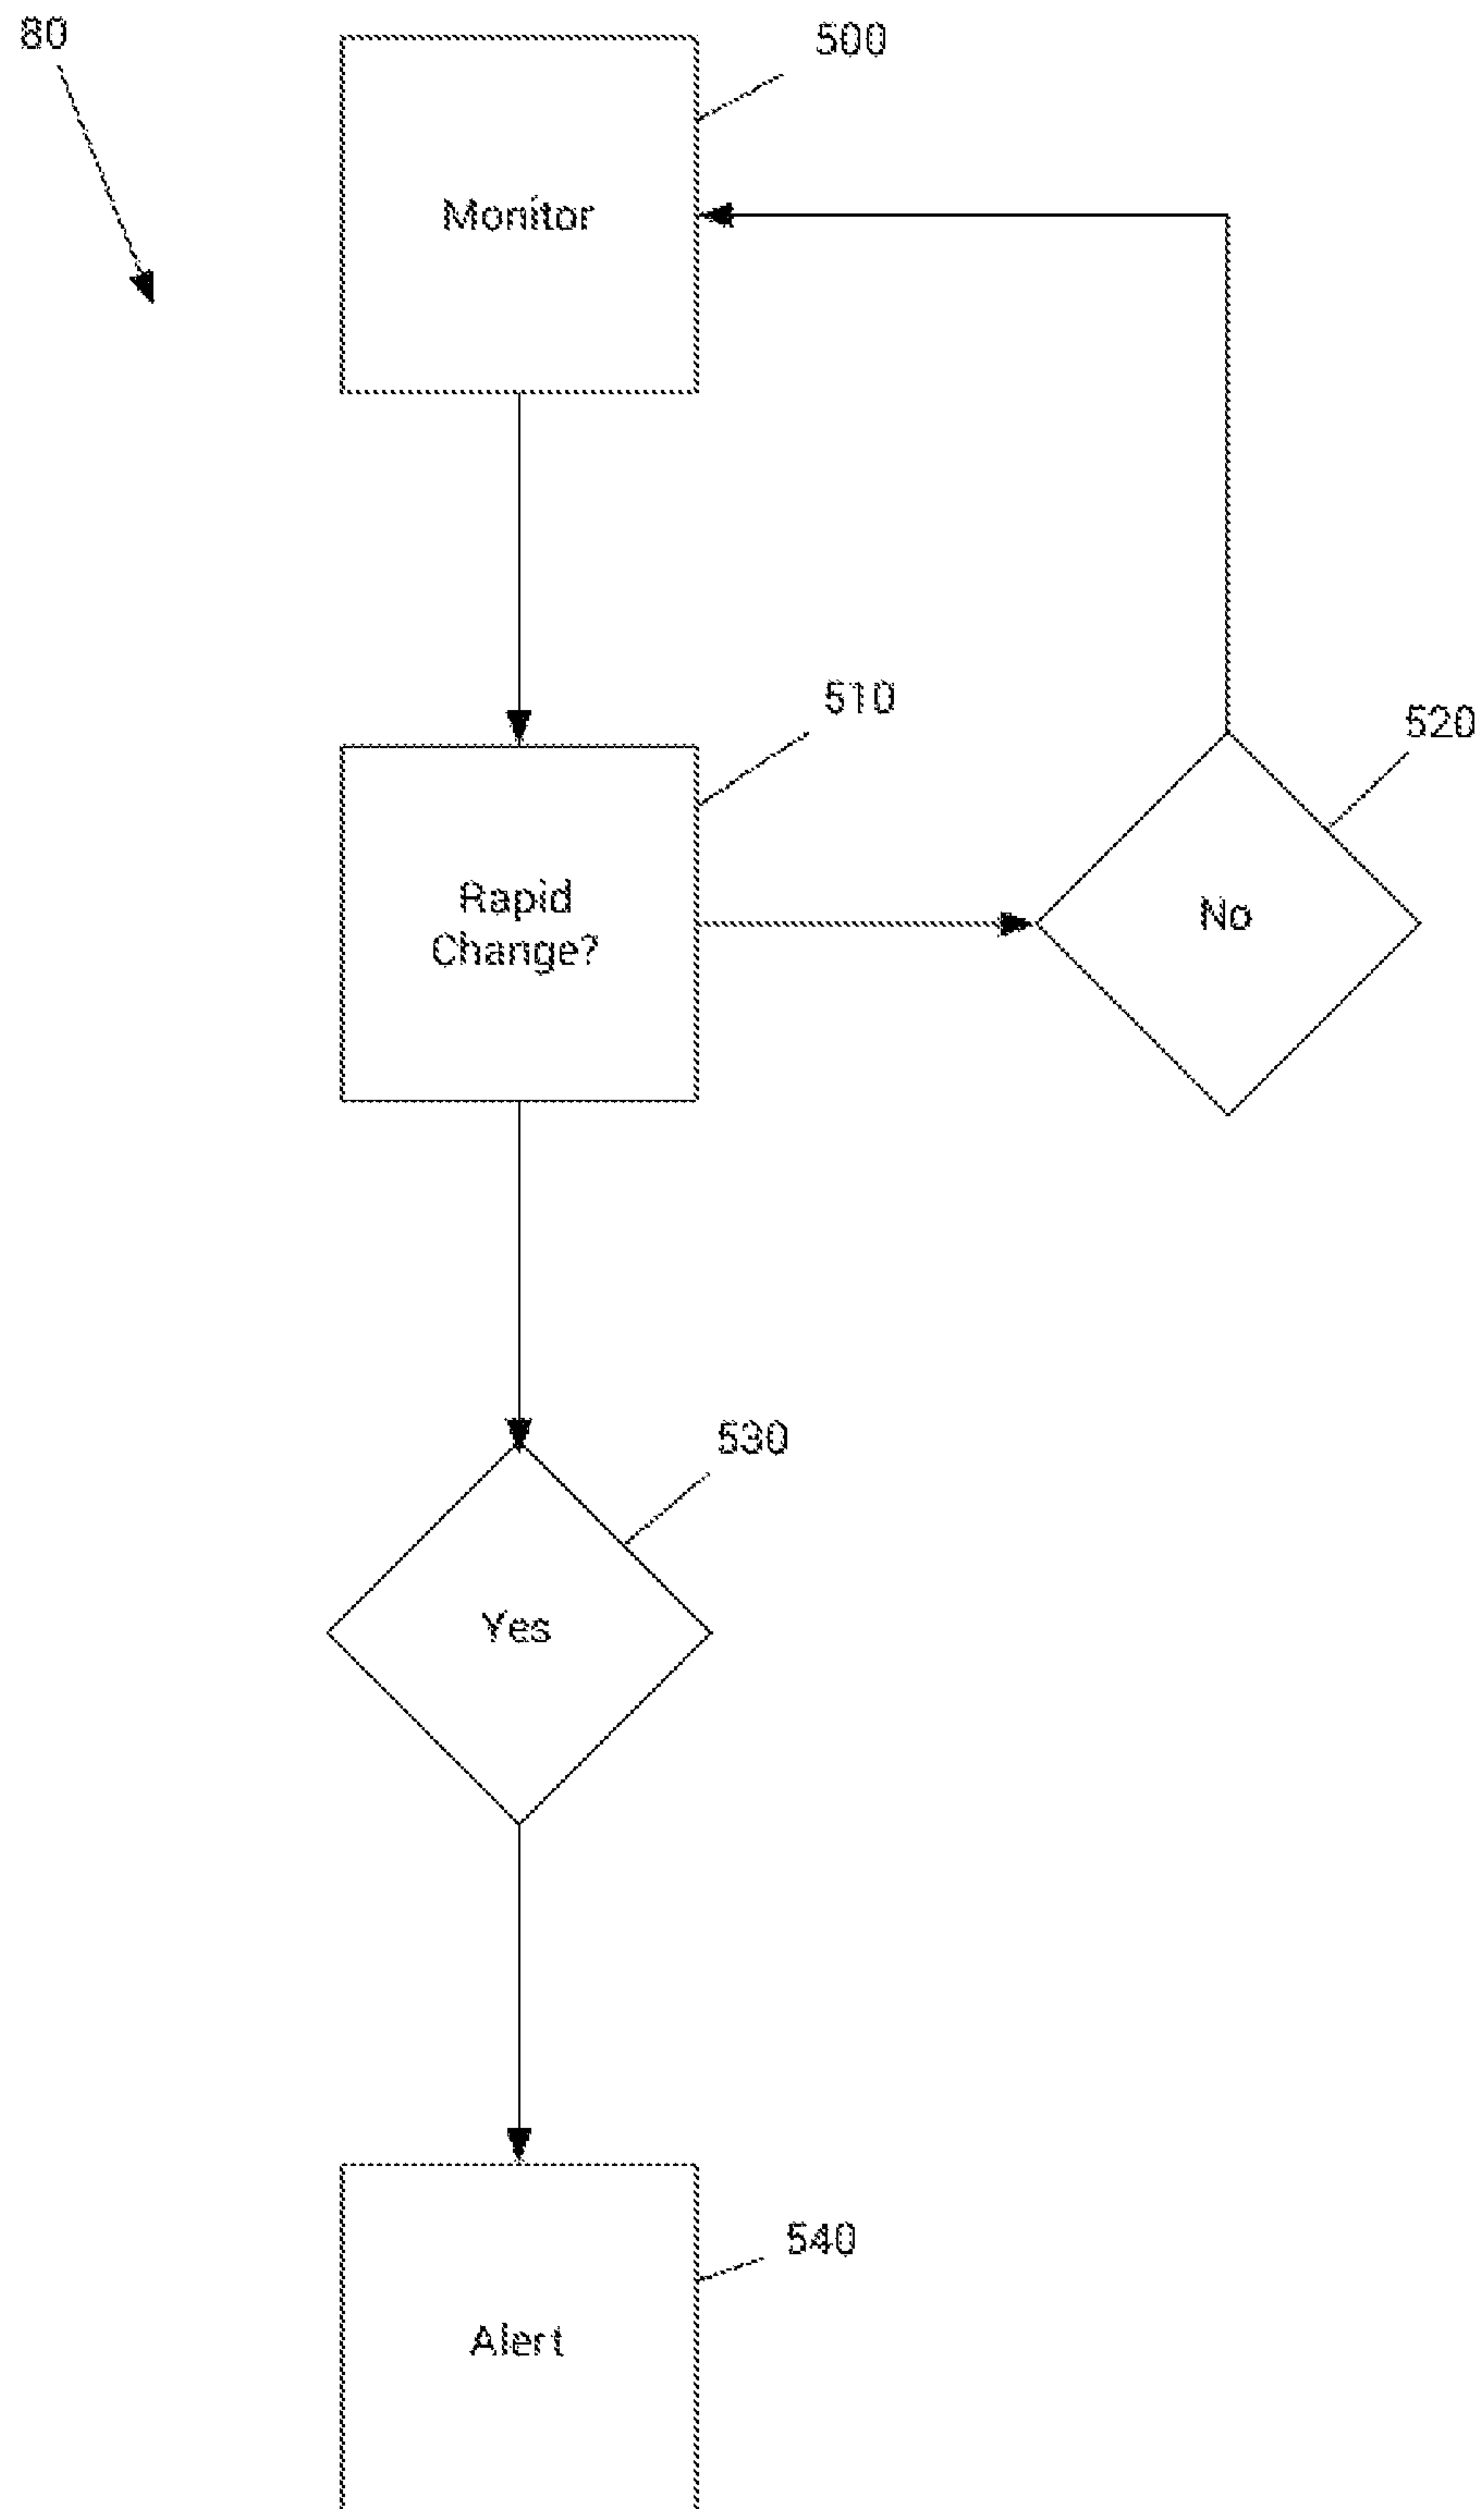 80
500
Monitor
510
520
Rapid
Change?
No
530
Yes
540
Alert